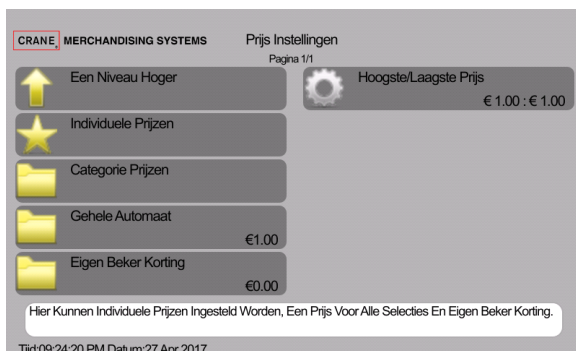 CRANE MERCHANDISING SYSTEMS Prijs Instellingen
Pagina 1/1
Een Niveau Hoger
Hoogste/Laagste Prijs
€ 1.00 : € 1.00
Individuele Prijzen
Categorie Prijzen
Gehele Automaat
€1.00
Eigen Beker Korting
€0.00
Hier Kunnen Individuele Prijzen Ingesteld Worden, Een Prijs Voor Alle Selecties En Eigen Beker Korting.
Tijd:09:24:20 PM Datum:27 Apr 2017